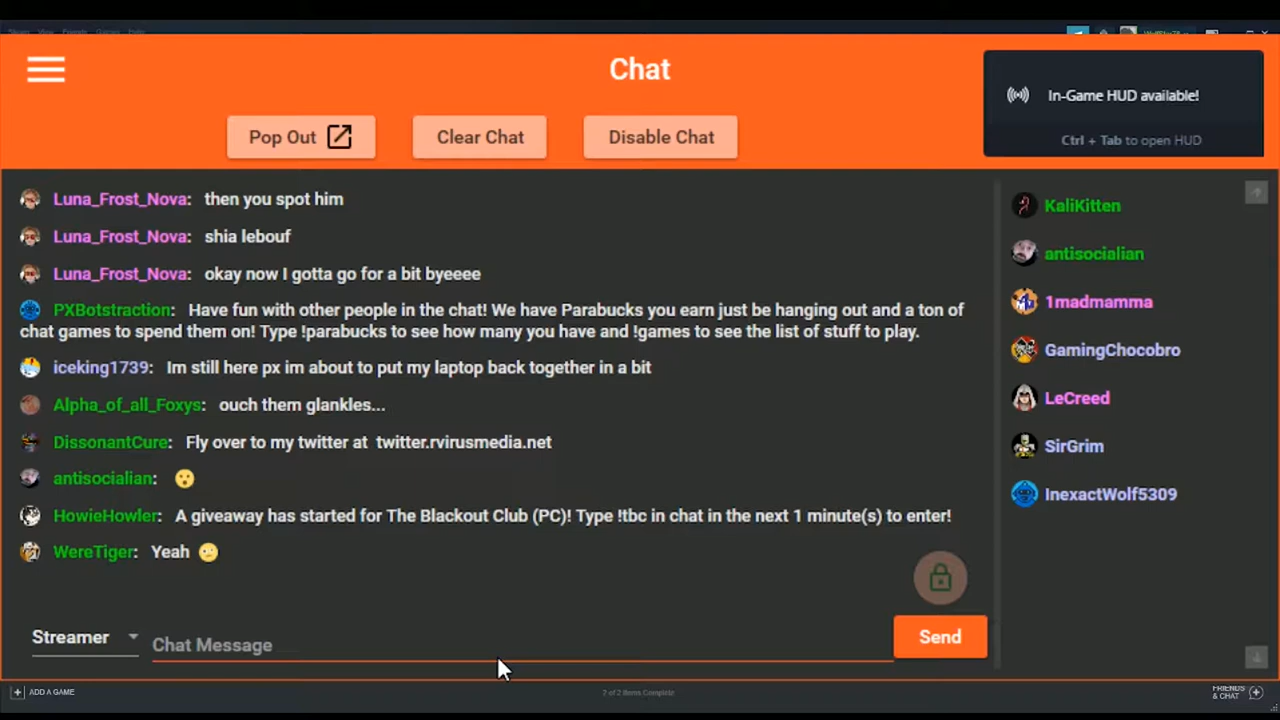 Chat
In-Game HUD available!
Ctrl + Tab to open HUD
Pop Out
Clear Chat
Disable Chat
Luna_Frost_Nova: then you spot him
Luna_Frost_Nova: shia lebouf
Luna_Frost_Nova: okay now I gotta go for a bit byeeee
PXBotstraction: Have fun with other people in the chat! We have Parabucks you earn just be hanging out and a ton of
chat games to spend them on! Type !parabucks to see how many you have and !games to see the list of stuff to play.
iceking1739: Im still here px im about to put my laptop back together in a bit
Alpha_of_all_Foxys: ouch them glankles...
DissonantCure: Fly over to my twitter at twitter.rvirusmedia.net
antisocialian: 😮
HowieHowler: A giveaway has started for The Blackout Club (PC)! Type !tbc in chat in the next 1 minute(s) to enter!
WereTiger: Yeah 😕
KaliKitten
antisocialian
1madmamma
GamingChocobro
LeCreed
SirGrim
InexactWolf5309
Streamer
Chat Message
Send
ADD A GAME
2 of 2 Items Complete
FRIENDS
& CHAT